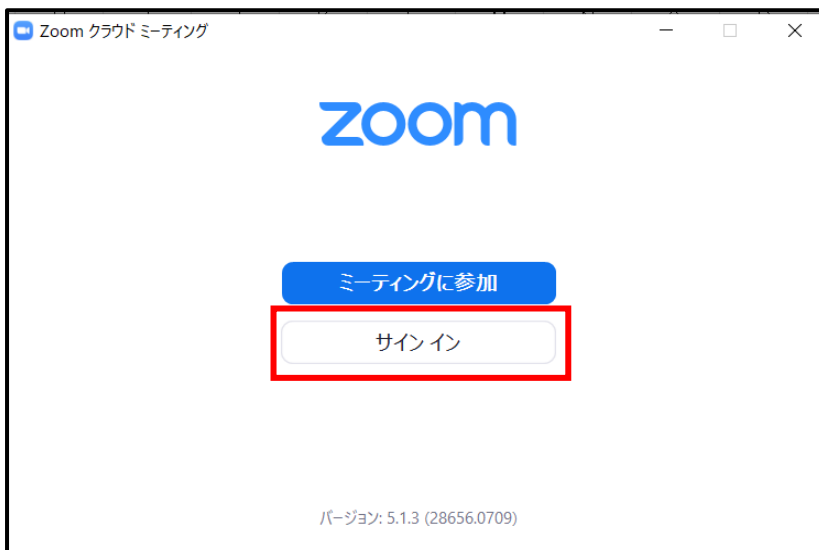 Zoom クラウド ミーティング
zoom
ミーティングに参加
サイン イン
バージョン: 5.1.3 (28656.0709)